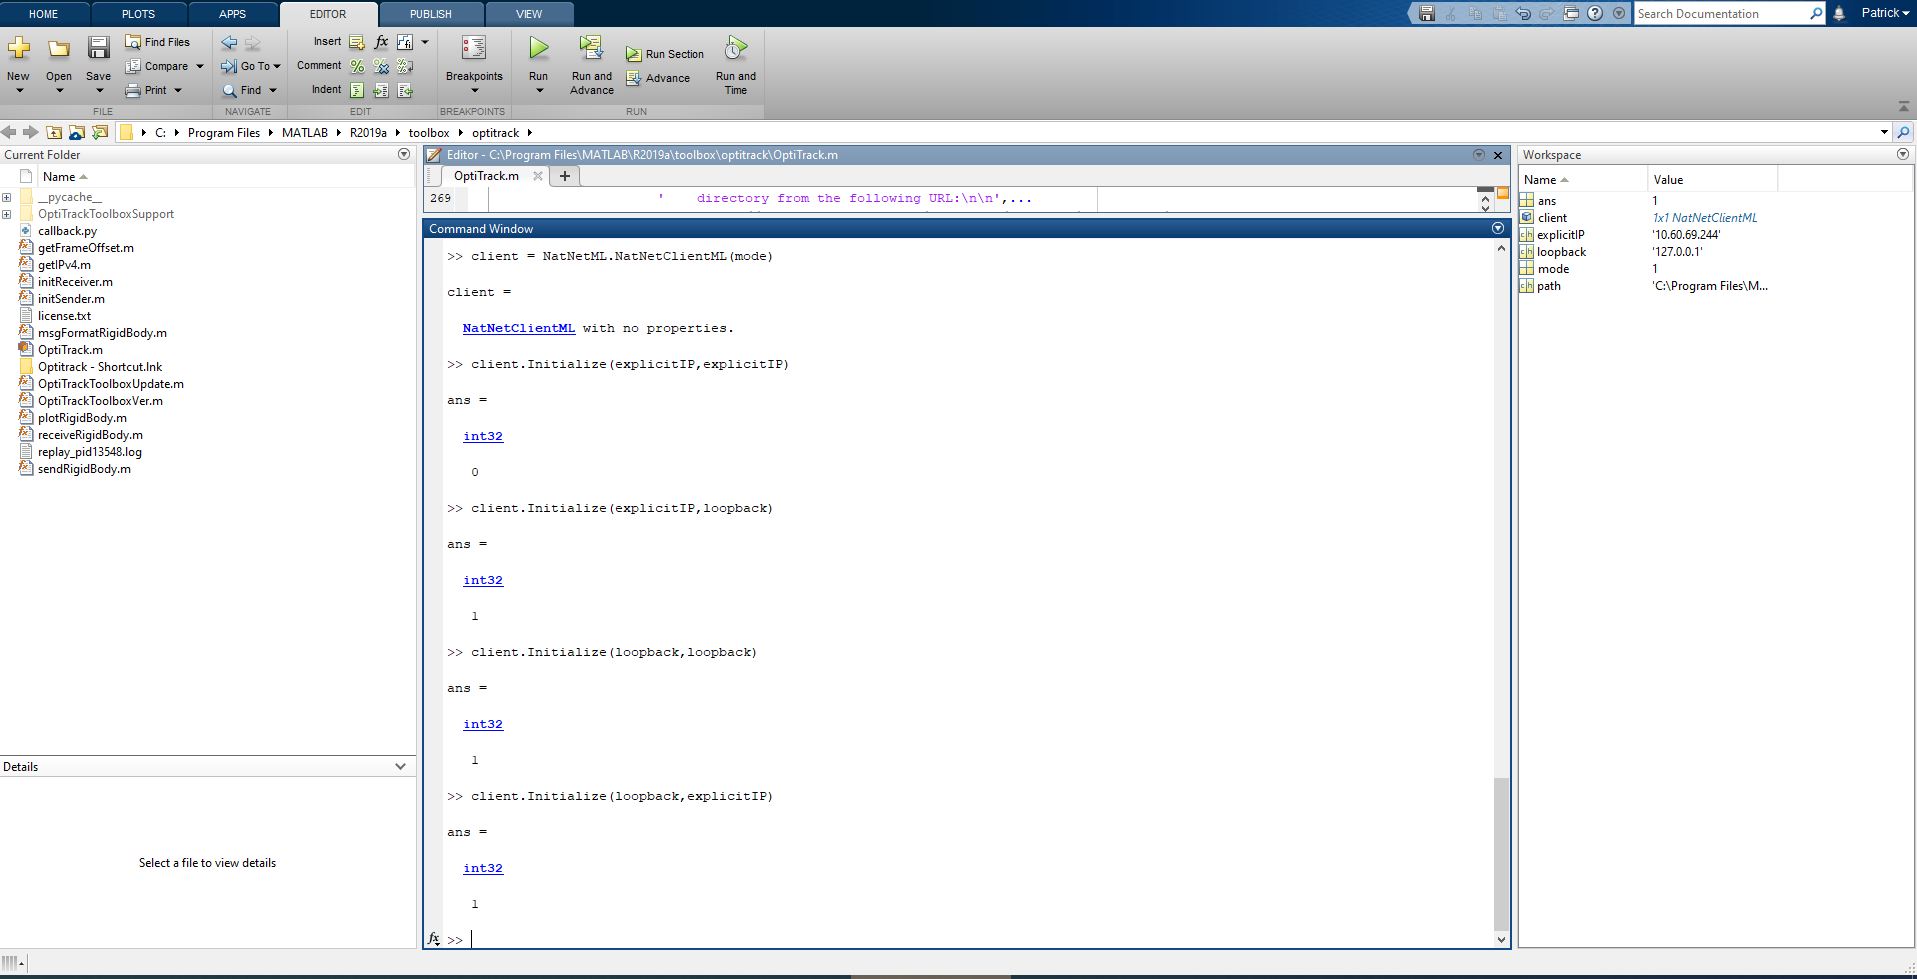 HOME PLOTS APPS EDITOR PUBLISH VIEW
Search Documentation Patrick
New Open Save Find Files Compare Print
FILE
Go To Find
NAVIGATE
Insert fx
Comment
Indent
EDIT
Breakpoints
BREAKPOINTS
Run Run and Advance Run Section Advance Run and Time
RUN
C: Program Files MATLAB R2019a toolbox optitrack
Current Folder
Name
__pycache__
OptiTrackToolboxSupport
callback.py
getFrameOffset.m
getIPv4.m
initReceiver.m
initSender.m
license.txt
msgFormatRigidBody.m
OptiTrack.m
Optitrack - Shortcut.lnk
OptiTrackToolboxUpdate.m
OptiTrackToolboxVer.m
plotRigidBody.m
receiveRigidBody.m
replay_pid13548.log
sendRigidBody.m
Details
Select a file to view details
Editor - C:\Program Files\MATLAB\R2019a\toolbox\optitrack\OptiTrack.m
OptiTrack.m
269 ' directory from the following URL:\n\n',...
Command Window
>> client = NatNetML.NatNetClientML(mode)
client =
NatNetClientML with no properties.
>> client.Initialize(explicitIP,explicitIP)
ans =
int32
0
>> client.Initialize(explicitIP,loopback)
ans =
int32
1
>> client.Initialize(loopback,loopback)
ans =
int32
1
>> client.Initialize(loopback,explicitIP)
ans =
int32
1
fx >>
Workspace
Name Value
ans 1
client 1x1 NatNetClientML
explicitIP '10.60.69.244'
loopback '127.0.0.1'
mode 1
path 'C:\Program Files\M...